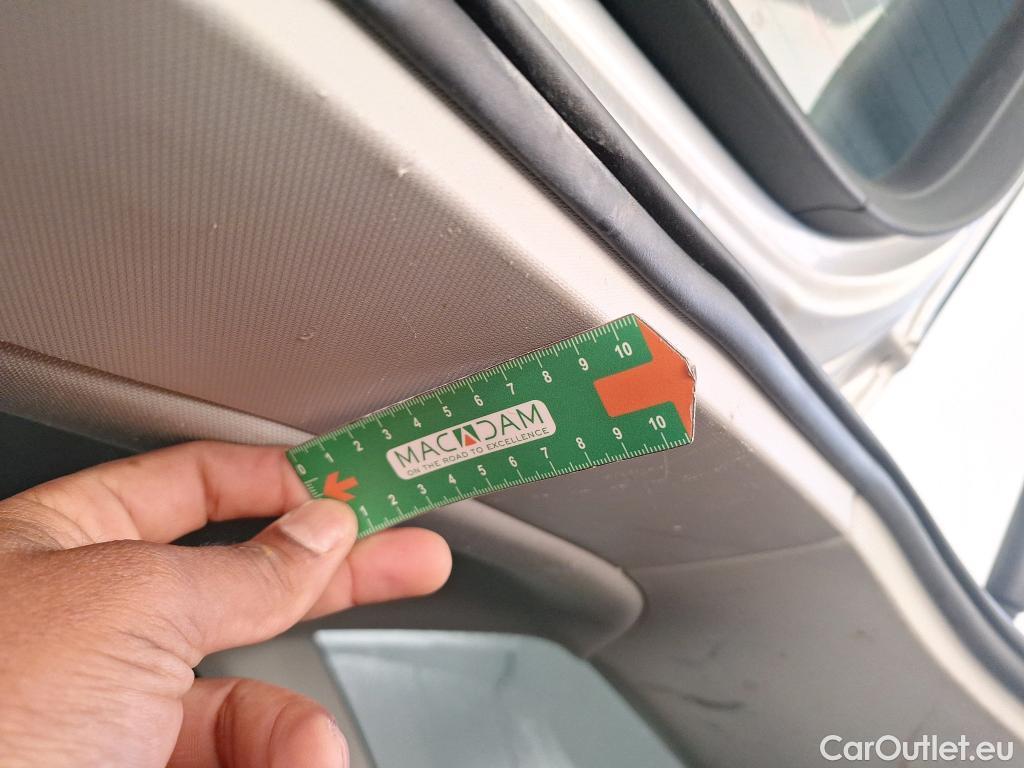 0 1 2 3 4 5 6 7 8 9 10
MACADAM
ON THE ROAD TO EXCELLENCE
1 2 3 4 5 6 7 8 9 10
CarOutlet.eu